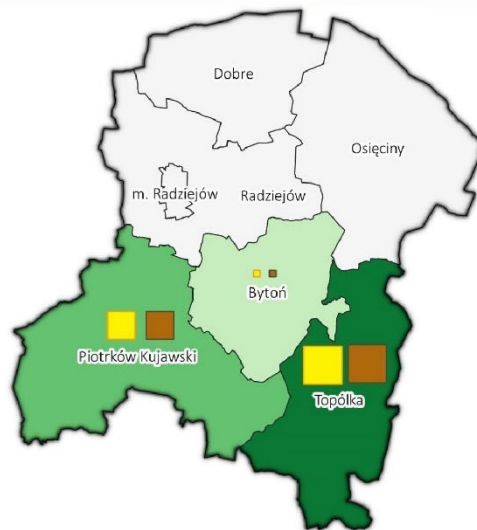 Dobre
Osięciny
m. Radziejów
Radziejów
Bytoń
Piotrków Kujawski
Topólka